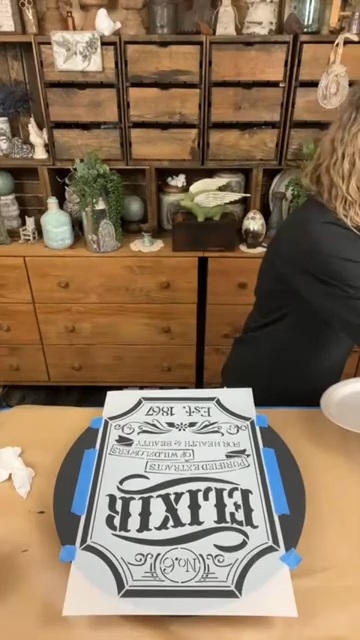 No. 6
ELIXIR
PURIFIED EXTRACTS
OF WILDFLOWERS
FOR HEALTH & BEAUTY
Est. 1867